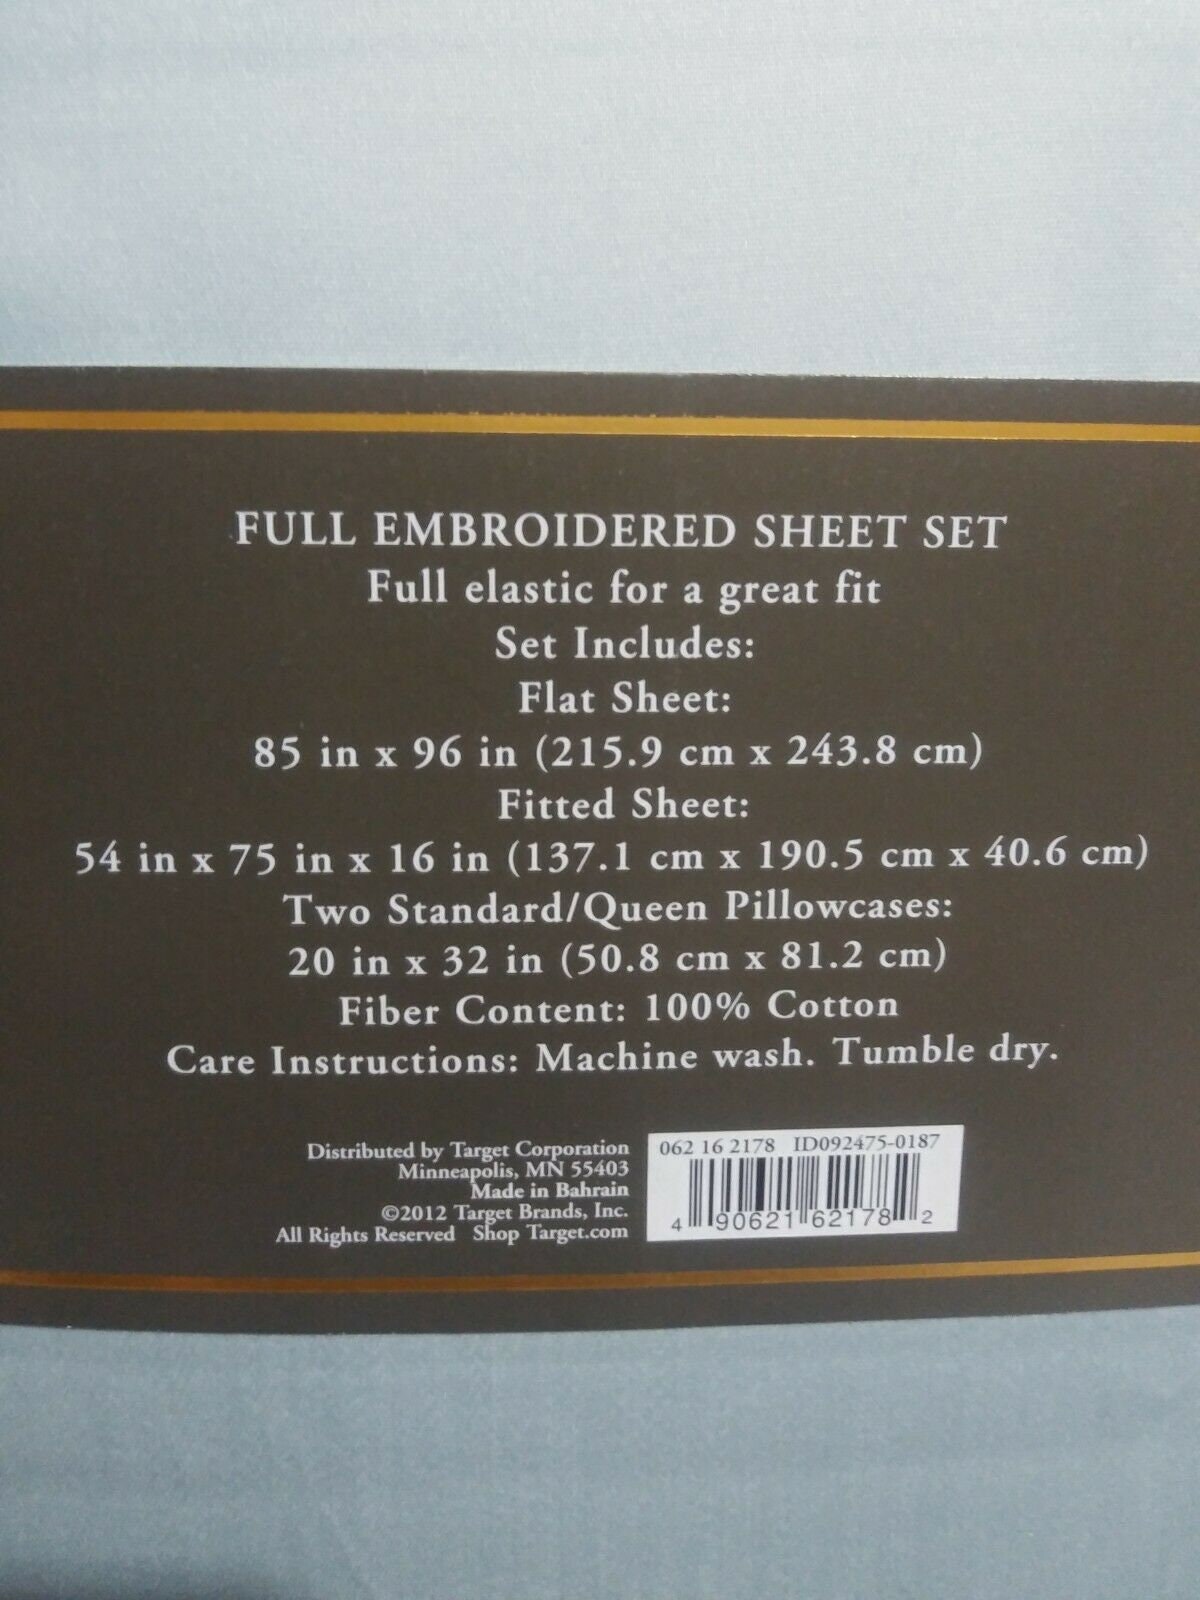 FULL EMBROIDERED SHEET SET
Full elastic for a great fit
Set Includes:
Flat Sheet:
85 in x 96 in (215.9 cm x 243.8 cm)
Fitted Sheet:
54 in x 75 in x 16 in (137.1 cm x 190.5 cm x 40.6 cm)
Two Standard/Queen Pillowcases:
20 in x 32 in (50.8 cm x 81.2 cm)
Fiber Content: 100% Cotton
Care Instructions: Machine wash. Tumble dry.
Distributed by Target Corporation
Minneapolis, MN 55403
Made in Bahrain
©2012 Target Brands, Inc.
All Rights Reserved Shop Target.com
062 16 2178 ID092475-0187
4 90621 62178 2